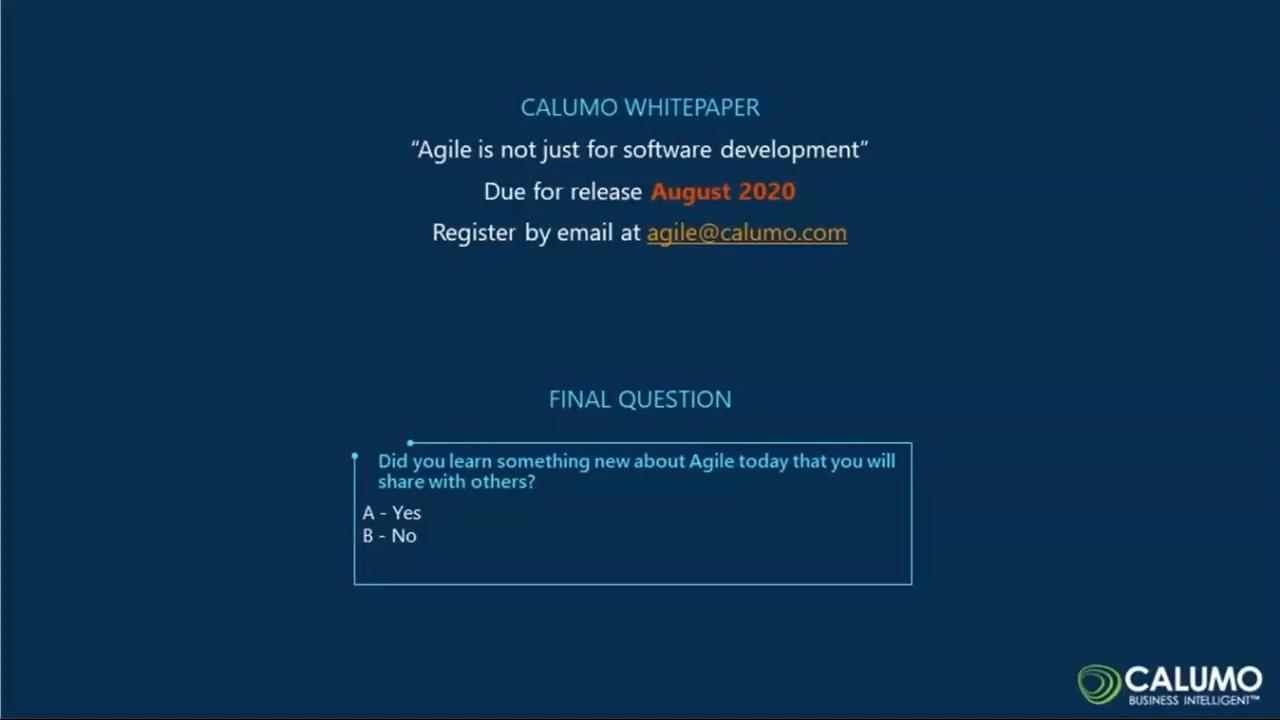 CALUMO WHITEPAPER
“Agile is not just for software development”
Due for release August 2020
Register by email at agile@calumo.com
FINAL QUESTION
Did you learn something new about Agile today that you will
share with others?
A - Yes
B - No
CALUMO
BUSINESS INTELLIGENT™